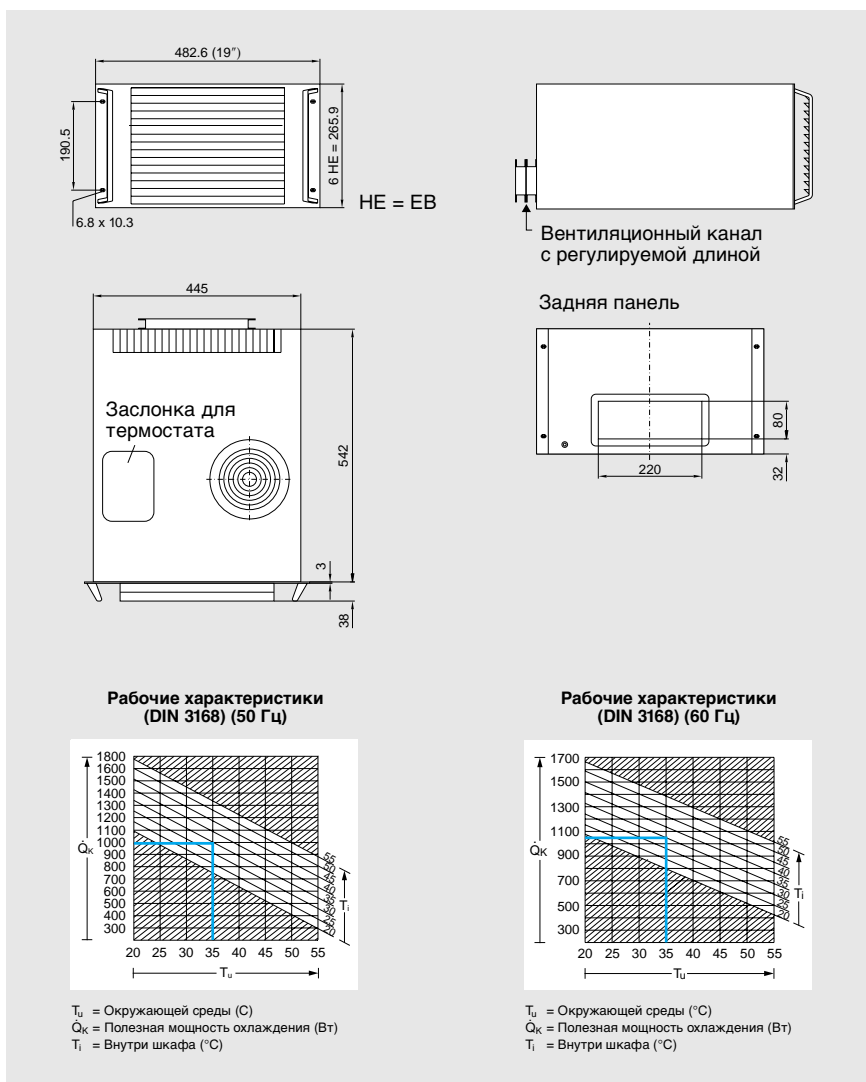 482.6 (19″)
190.5
6 HE = 265.9
6.8 x 10.3
HE = EB
Вентиляционный канал
с регулируемой длиной
445
Заслонка для
термостата
542
3
38
Задняя панель
80
220
32
Рабочие характеристики
(DIN 3168) (50 Гц)
1800
1600
1500
1400
1300
1200
1100
1000
900
800
700
600
500
400
300
Q̇K
55
50
45
40
35
30
25
20
Ti
20 25 30 35 40 45 50 55
Tu
Tu = Окружающей среды (C)
Q̇K = Полезная мощность охлаждения (Вт)
Ti = Внутри шкафа (°C)
Рабочие характеристики
(DIN 3168) (60 Гц)
1700
1500
1300
1100
900
700
500
300
Q̇K
55
50
45
40
35
30
25
20
Ti
20 25 30 35 40 45 50 55
Tu
Tu = Окружающей среды (°C)
Q̇K = Полезная мощность охлаждения (Вт)
Ti = Внутри шкафа (°C)